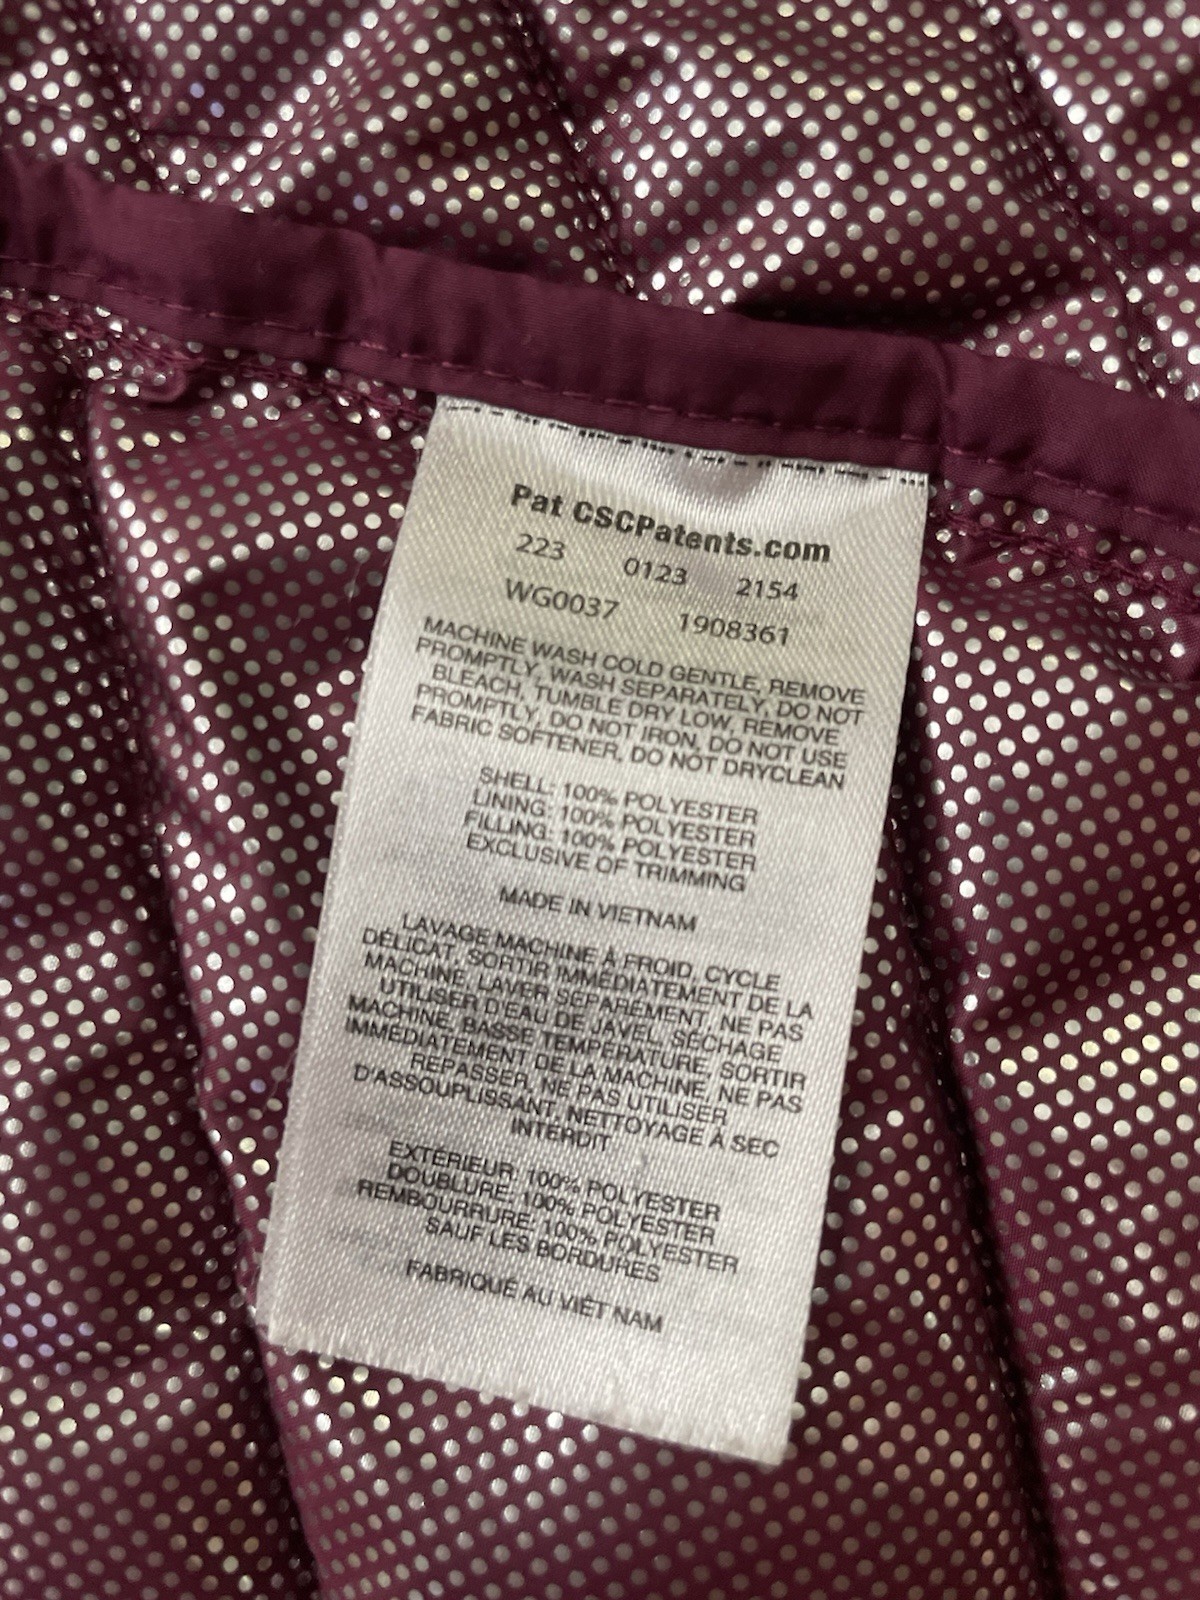 Pat CSCPatents.com
223 0123 2154
WG0037 1908361
MACHINE WASH COLD GENTLE, REMOVE
PROMPTLY, WASH SEPARATELY, DO NOT
BLEACH, TUMBLE DRY LOW, REMOVE
PROMPTLY, DO NOT IRON, DO NOT USE
FABRIC SOFTENER, DO NOT DRYCLEAN
SHELL: 100% POLYESTER
LINING: 100% POLYESTER
FILLING: 100% POLYESTER
EXCLUSIVE OF TRIMMING
MADE IN VIETNAM
LAVAGE MACHINE À FROID, CYCLE
DÉLICAT, SORTIR IMMÉDIATEMENT DE LA
MACHINE, LAVER SÉPARÉMENT, NE PAS
UTILISER D'EAU DE JAVEL, SÉCHAGE
MACHINE, BASSE TEMPÉRATURE, SORTIR
IMMÉDIATEMENT DE LA MACHINE, NE PAS
REPASSER, NE PAS UTILISER
D'ASSOUPLISSANT, NETTOYAGE À SEC
INTERDIT
EXTÉRIEUR: 100% POLYESTER
DOUBLURE: 100% POLYESTER
REMBOURRURE: 100% POLYESTER
SAUF LES BORDURES
FABRIQUÉ AU VIÊT NAM